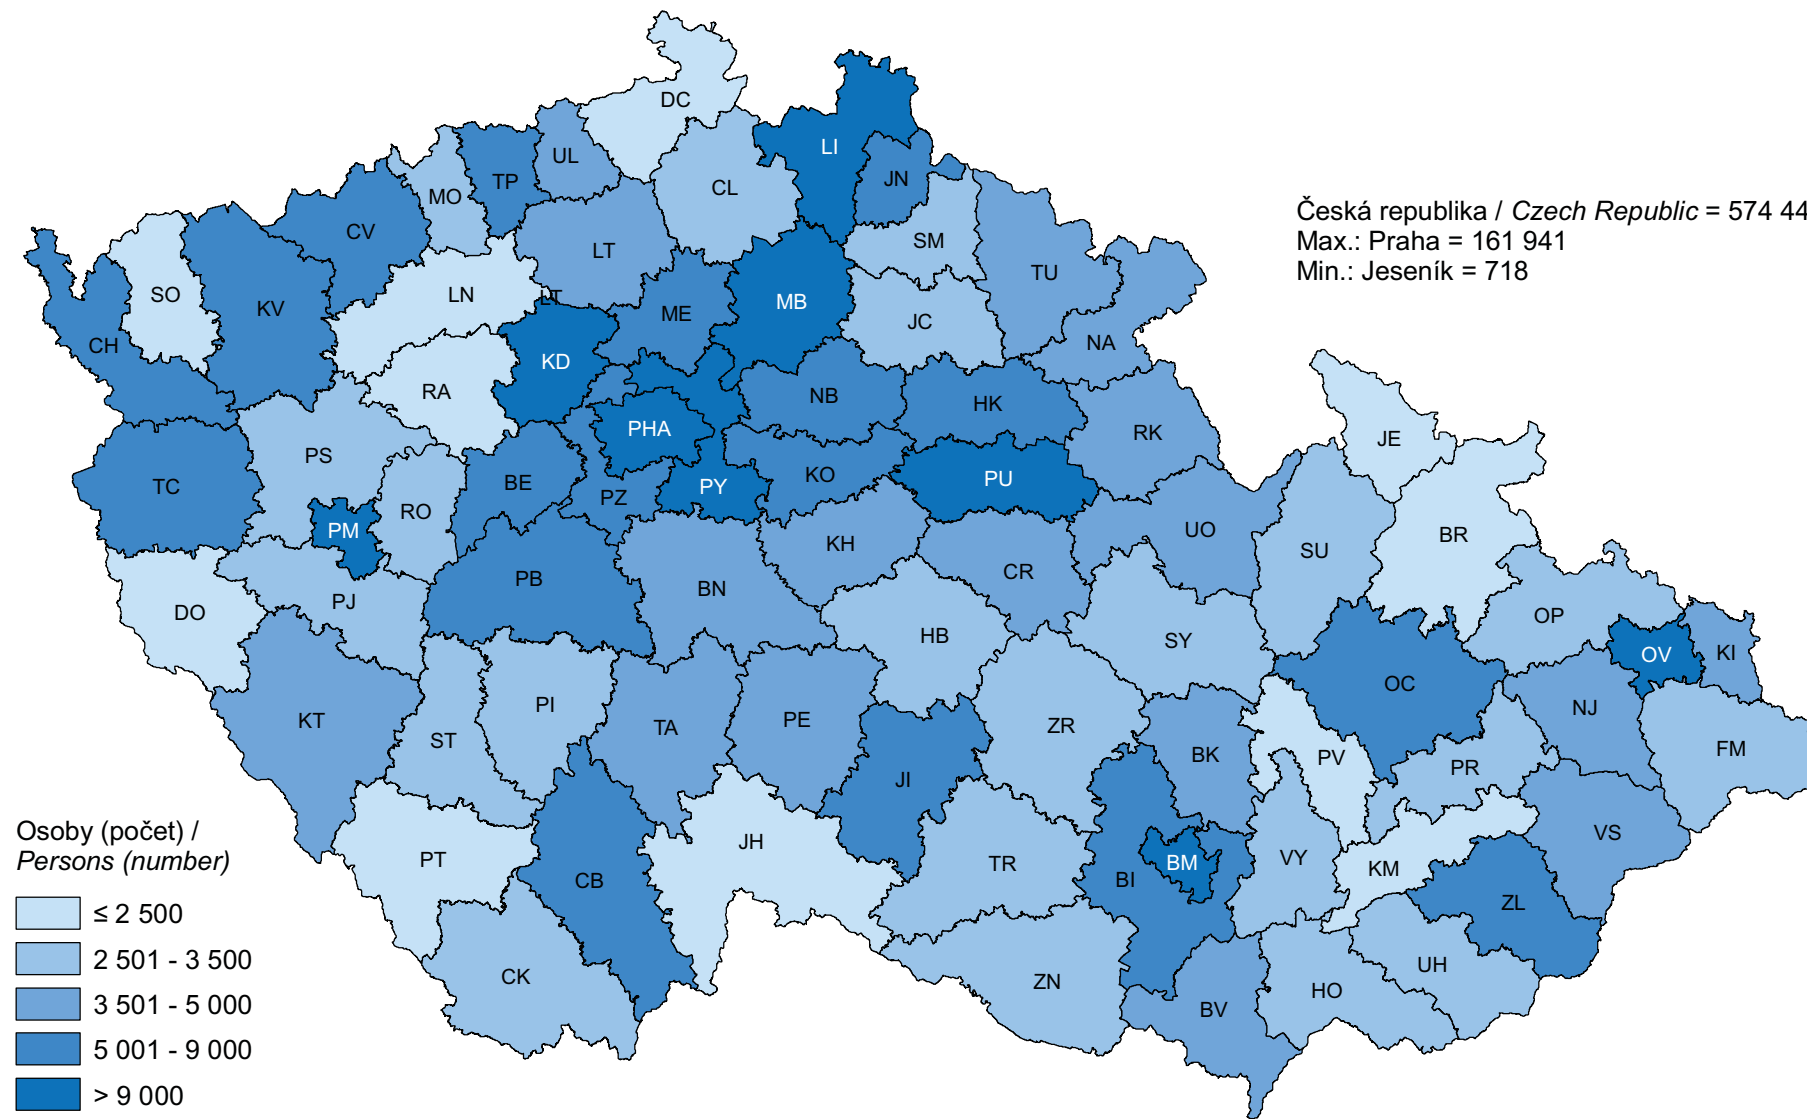 DC
LI
UL
TP
JN
CL
MO
CV
SM
LT
TU
SO
LN
LT
KV
MB
ME
JC
CH
NA
KD
RA
NB
HK
PHA
RK
JE
PS
KO
PU
TC
BE
PZ
PY
RO
PM
UO
BR
SU
KH
CR
PB
BN
PJ
DO
HB
SY
OP
OV
KI
OC
PI
KT
ST
TA
PE
ZR
NJ
BK
PV
FM
PR
JI
VS
JH
PT
CB
TR
BI
BM
VY
KM
ZL
CK
ZN
UH
HO
BV
Česká republika / Czech Republic = 574 44
Max.: Praha = 161 941
Min.: Jeseník = 718
Osoby (počet) /
Persons (number)
≤ 2 500
2 501 - 3 500
3 501 - 5 000
5 001 - 9 000
> 9 000